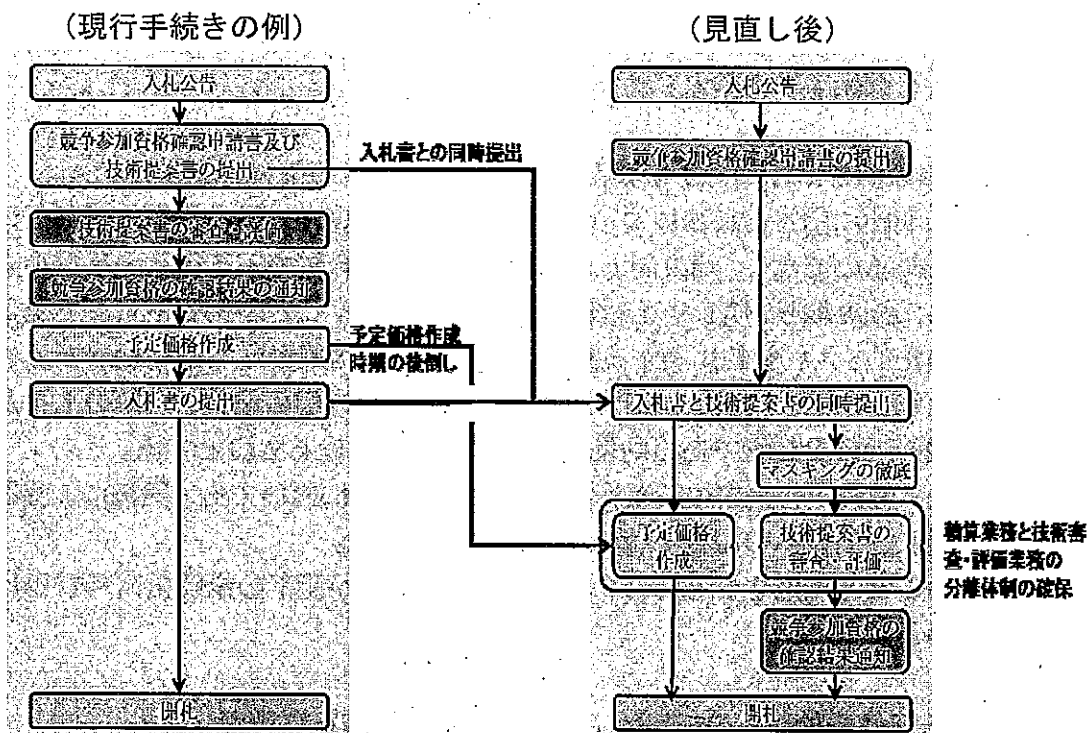 (現行手続きの例)
入札公告
競争参加資格確認申請書及び
技術提案書の提出
技術提案書の審査・評価
競争参加資格の確認結果の通知
予定価格作成
入札書の提出
開札
入札書との同時提出
予定価格作成
時期の後倒し
(見直し後)
入札公告
競争参加資格確認申請書の提出
入札書と技術提案書の同時提出
マスキングの徹底
予定価格
作成
技術提案書の
審査・評価
競争参加資格の
確認結果通知
開札
積算業務と技術審
査・評価業務の
分離体制の確保